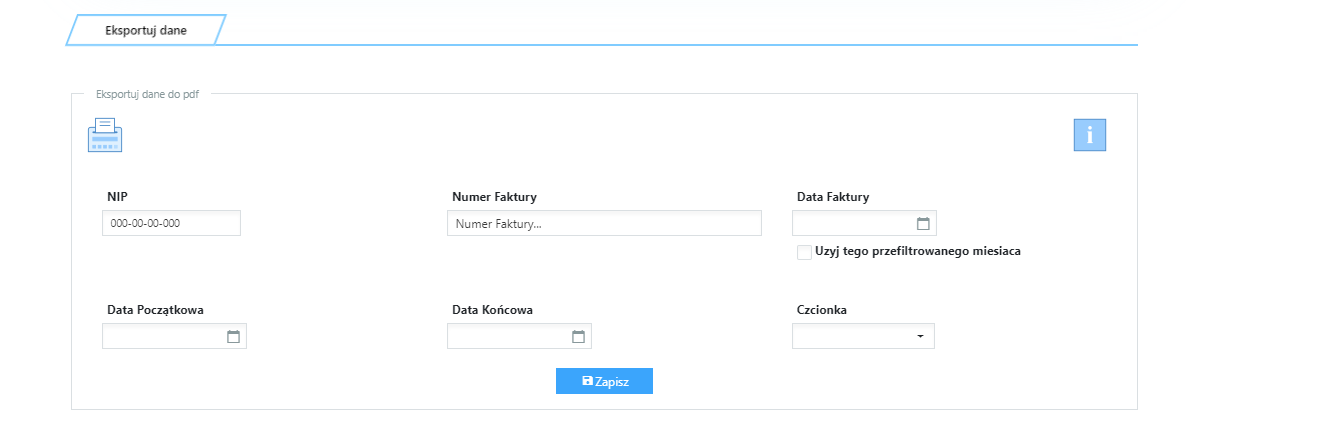 Eksportuj dane
Eksportuj dane do pdf
i
NIP
Numer Faktury
Data Faktury
000-00-00-000
Numer Faktury...
Uzyj tego przefiltrowanego miesiaca
Data Początkowa
Data Końcowa
Czcionka
Zapisz